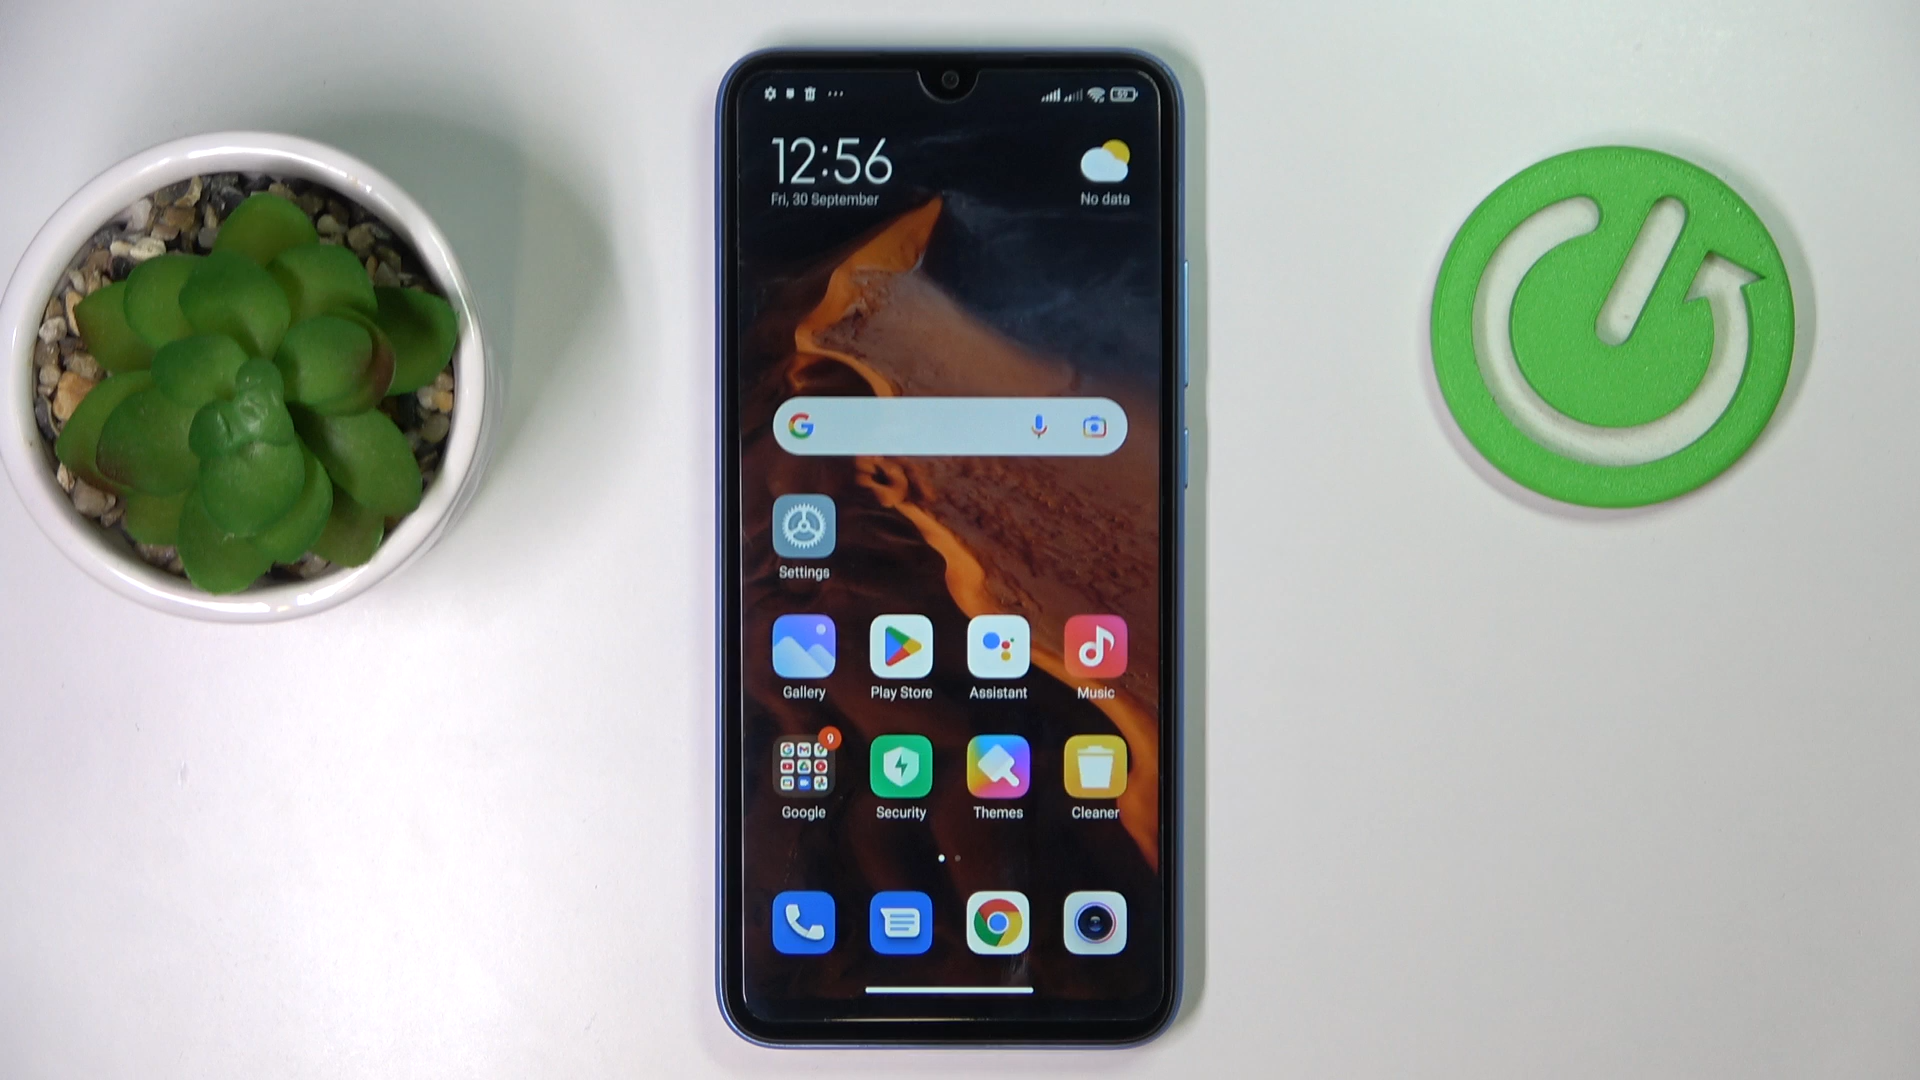 12:56
Fri, 30 September
No data
Settings
Gallery
Play Store
Assistant
Music
9
Google
Security
Themes
Cleaner